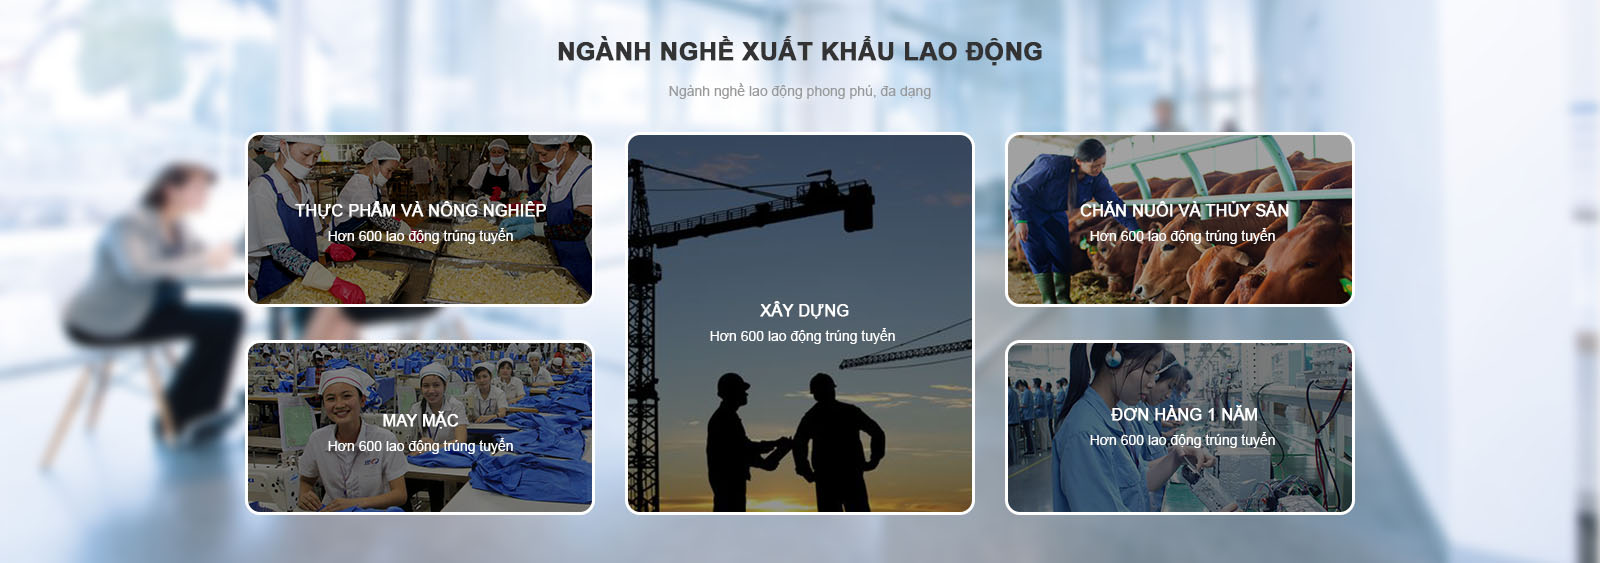 NGÀNH NGHỀ XUẤT KHẨU LAO ĐỘNG
Ngành nghề lao động phong phú, đa dạng
THỰC PHẨM VÀ NÔNG NGHIỆP
Hơn 600 lao động trúng tuyển
MAY MẶC
Hơn 600 lao động trúng tuyển
XÂY DỰNG
Hơn 600 lao động trúng tuyển
CHĂN NUÔI VÀ THỦY SẢN
Hơn 600 lao động trúng tuyển
ĐƠN HÀNG 1 NĂM
Hơn 600 lao động trúng tuyển